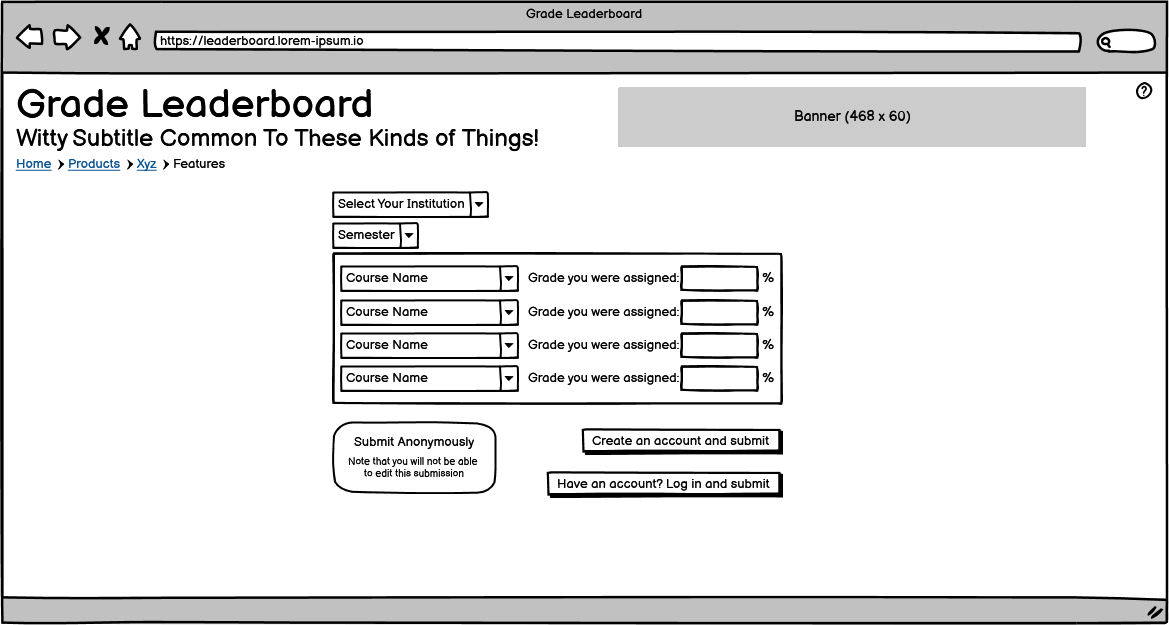 Grade Leaderboard
https://leaderboard.lorem-ipsum.io
?
Grade Leaderboard
Witty Subtitle Common To These Kinds of Things!
Banner (468 x 60)
Home Products Xyz Features
Select Your Institution
Semester
Course Name Grade you were assigned: %
Course Name Grade you were assigned: %
Course Name Grade you were assigned: %
Course Name Grade you were assigned: %
Submit Anonymously
Note that you will not be able
to edit this submission
Create an account and submit
Have an account? Log in and submit